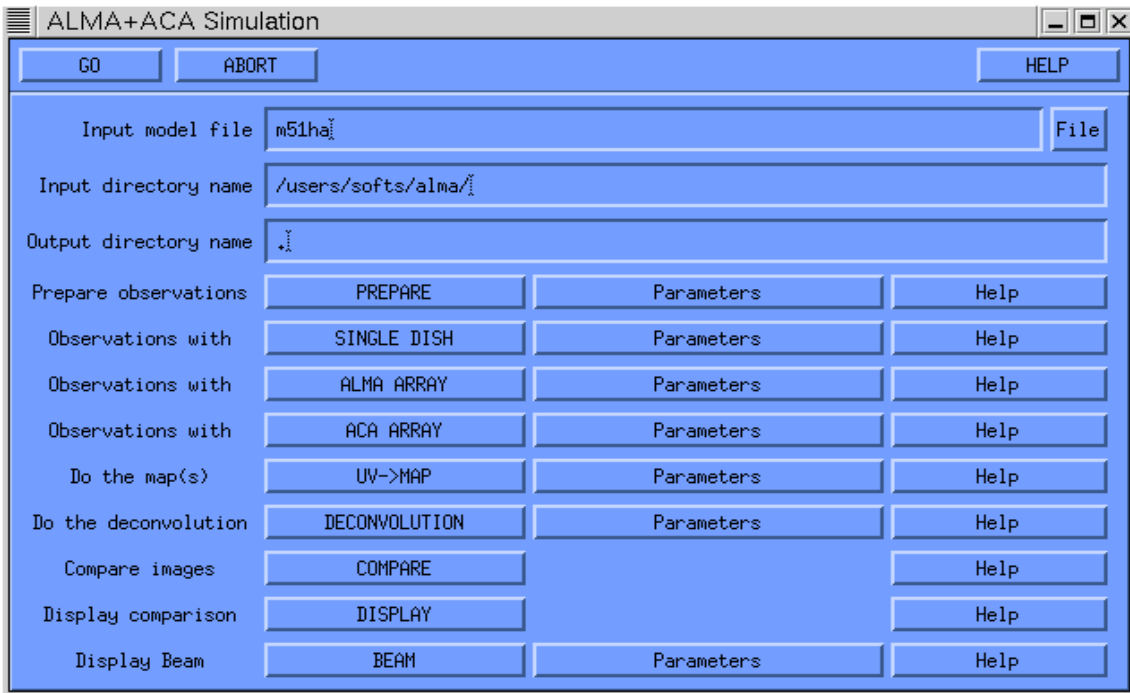 ALMA+ACA Simulation
GO ABORT HELP
Input model file m51ha File
Input directory name /users/softs/alma/
Output directory name .
Prepare observations PREPARE Parameters Help
Observations with SINGLE DISH Parameters Help
Observations with ALMA ARRAY Parameters Help
Observations with ACA ARRAY Parameters Help
Do the map(s) UV->MAP Parameters Help
Do the deconvolution DECONVOLUTION Parameters Help
Compare images COMPARE Help
Display comparison DISPLAY Help
Display Beam BEAM Parameters Help